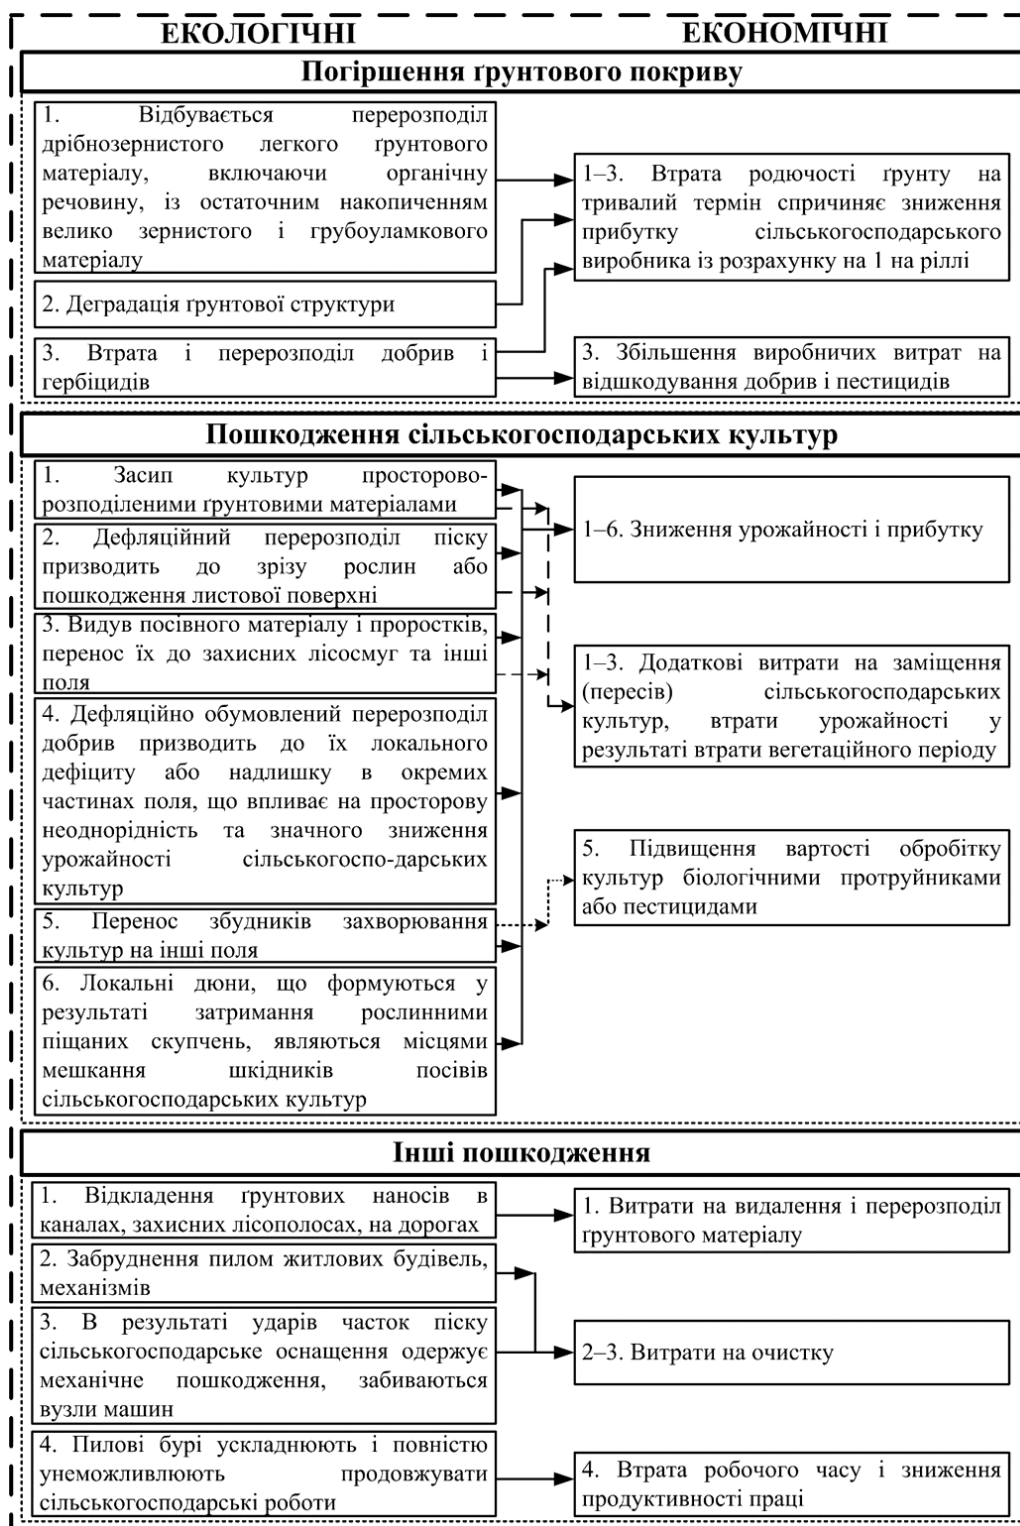 ЕКОЛОГІЧНІ
ЕКОНОМІЧНІ
Погіршення ґрунтового покриву
1. Відбувається перерозподіл
дрібнозернистого легкого ґрунтового
матеріалу, включаючи органічну
речовину, із остаточним накопиченням
велико зернистого і грубоуламкового
матеріалу
2. Деградація ґрунтової структури
3. Втрата і перерозподіл добрив і
гербіцидів
1–3. Втрата родючості ґрунту на
тривалий термін спричиняє зниження
прибутку сільськогосподарського
виробника із розрахунку на 1 на ріллі
3. Збільшення виробничих витрат на
відшкодування добрив і пестицидів
Пошкодження сільськогосподарських культур
1. Засип культур просторово-
розподіленими ґрунтовими матеріалами
2. Дефляційний перерозподіл піску
призводить до зрізу рослин або
пошкодження листової поверхні
3. Видув посівного матеріалу і проростків,
перенос їх до захисних лісосмуг та інші
поля
4. Дефляційно обумовлений перерозподіл
добрив призводить до їх локального
дефіциту або надлишку в окремих
частинах поля, що впливає на просторову
неоднорідність та значного зниження
урожайності сільськогоспо-дарських
культур
5. Перенос збудників захворювання
культур на інші поля
6. Локальні дюни, що формуються у
результаті затримання рослинними
піщаних скупчень, являються місцями
мешкання шкідників посівів
сільськогосподарських культур
1–6. Зниження урожайності і прибутку
1–3. Додаткові витрати на заміщення
(пересів) сільськогосподарських
культур, втрати урожайності у
результаті втрати вегетаційного періоду
5. Підвищення вартості обробітку
культур біологічними протруйниками
або пестицидами
Інші пошкодження
1. Відкладення ґрунтових наносів в
каналах, захисних лісополосах, на дорогах
2. Забруднення пилом житлових будівель,
механізмів
3. В результаті ударів часток піску
сільськогосподарське оснащення одержує
механічне пошкодження, забиваються
вузли машин
4. Пилові бурі ускладнюють і повністю
унеможливлюють продовжувати
сільськогосподарські роботи
1. Витрати на видалення і перерозподіл
ґрунтового матеріалу
2–3. Витрати на очистку
4. Втрата робочого часу і зниження
продуктивності праці